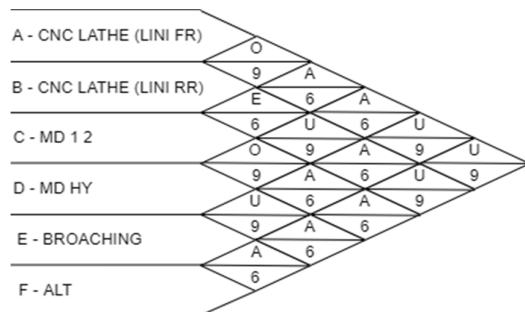 A - CNC LATHE (LINI FR)
O
9 A
B - CNC LATHE (LINI RR)
E 6 A
6 U 6 U
C - MD 1 2
O 9 A 9 U
9 A 6 U 9
D - MD HY
U 6 A 9
9 A 6
E - BROACHING
A 6
6
F - ALT